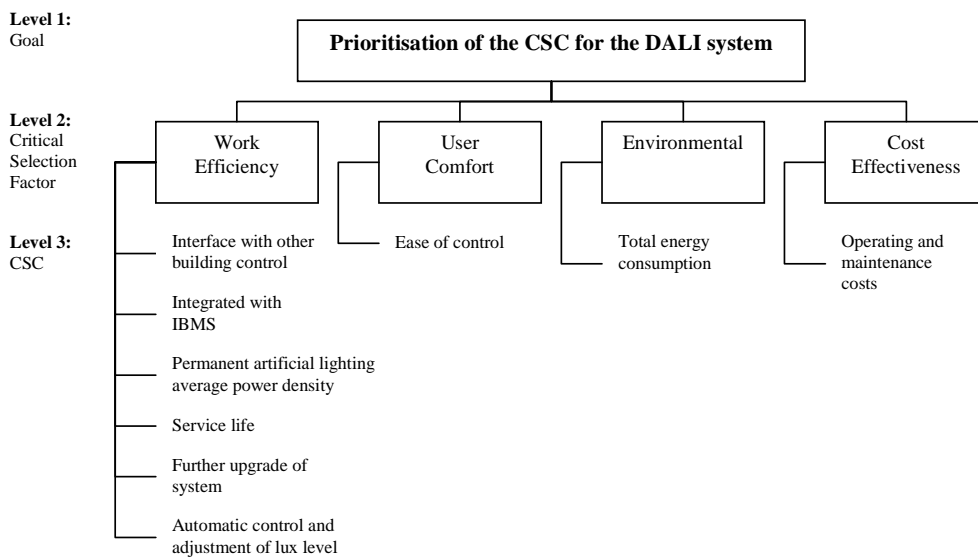 Level 1:
Goal
Prioritisation of the CSC for the DALI system
Level 2:
Critical
Selection
Factor
Work
Efficiency
User
Comfort
Environmental
Cost
Effectiveness
Level 3:
CSC
Interface with other
building control
Integrated with
IBMS
Permanent artificial lighting
average power density
Service life
Further upgrade of
system
Automatic control and
adjustment of lux level
Ease of control
Total energy
consumption
Operating and
maintenance
costs